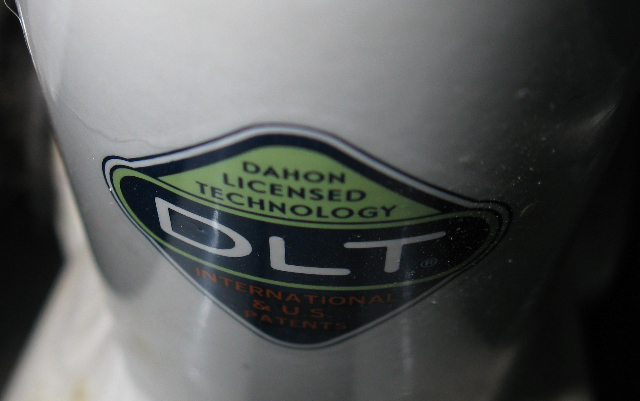 DAHON
LICENSED
TECHNOLOGY
DLT®
INTERNATIONAL
& U.S.
PATENTS